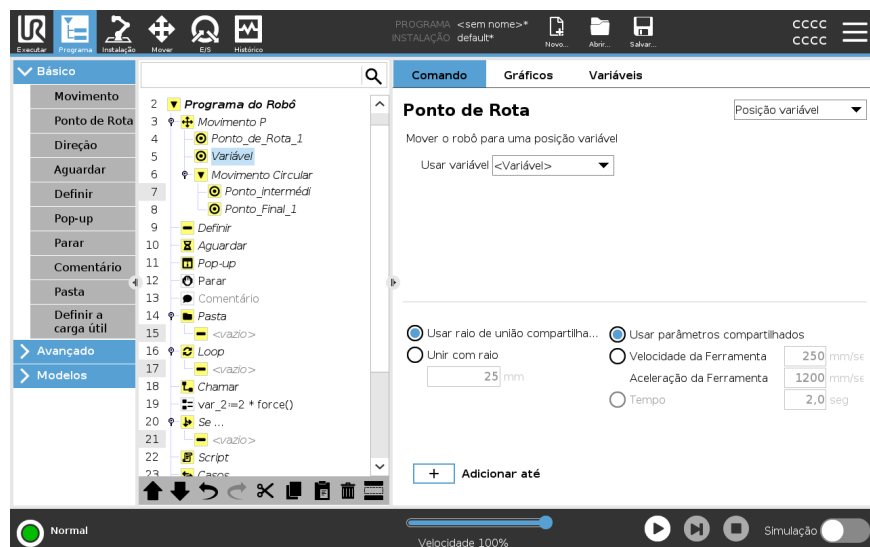 PROGRAMA <sem nome>*
INSTALAÇÃO default*
CCCC
CCCC
Executar Programa Instalação Mover E/S Histórico Novo... Abrir... Salvar...
Básico
Movimento
Ponto de Rota
Direção
Aguardar
Definir
Pop-up
Parar
Comentário
Pasta
Definir a
carga útil
Avançado
Modelos
2 Programa do Robô
3 Movimento P
4 Ponto_de_Rota_1
5 Variável
6 Movimento Circular
7 Ponto_intermédi
8 Ponto_Final_1
9 Definir
10 Aguardar
11 Pop-up
12 Parar
13 Comentário
14 Pasta
15 <vazio>
16 Loop
17 <vazio>
18 Chamar
19 var_2:=2 * force()
20 Se ...
21 <vazio>
22 Script
23 Casos
Comando Gráficos Variáveis
Ponto de Rota
Posição variável
Mover o robô para uma posição variável
Usar variável <Variável>
Usar raio de união compartilha...
Unir com raio
25 mm
Usar parâmetros compartilhados
Velocidade da Ferramenta 250 mm/se
Aceleração da Ferramenta 1200 mm/se
Tempo 2,0 seg
+ Adicionar até
Normal
Velocidade 100%
Simulação